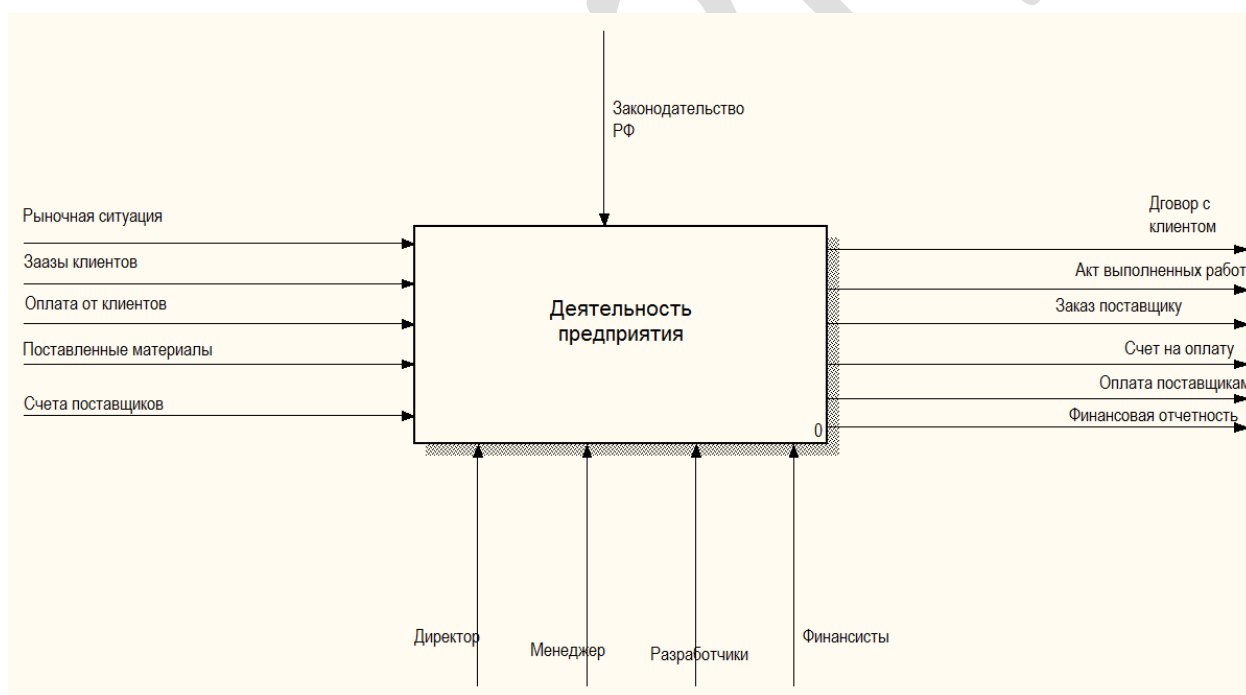 Законодательство
РФ
Рыночная ситуация
Заазы клиентов
Оплата от клиентов
Поставленные материалы
Счета поставщиков
Деятельность
предприятия
0
Дговор с
клиентом
Акт выполненных работ
Заказ поставщику
Счет на оплату
Оплата поставщикам
Финансовая отчетность
Директор
Менеджер
Разработчики
Финансисты